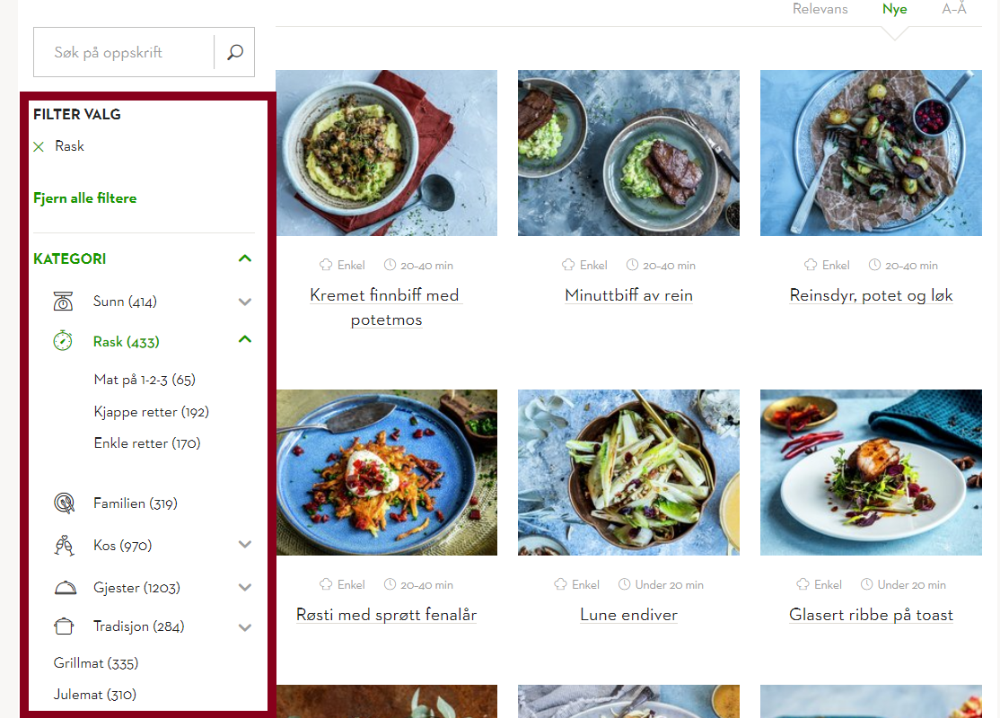 Relevans Nye A–Å
Søk på oppskrift
FILTER VALG
Rask
Fjern alle filtere
KATEGORI
Sunn (414)
Rask (433)
Mat på 1-2-3 (65)
Kjappe retter (192)
Enkle retter (170)
Familien (319)
Kos (970)
Gjester (1203)
Tradisjon (284)
Grillmat (335)
Julemat (310)
Enkel 20-40 min
Kremet finnbiff med
potetmos
Enkel 20-40 min
Minuttbiff av rein
Enkel 20-40 min
Reinsdyr, potet og løk
Enkel 20-40 min
Røsti med sprøtt fenalår
Enkel Under 20 min
Lune endiver
Enkel Under 20 min
Glasert ribbe på toast